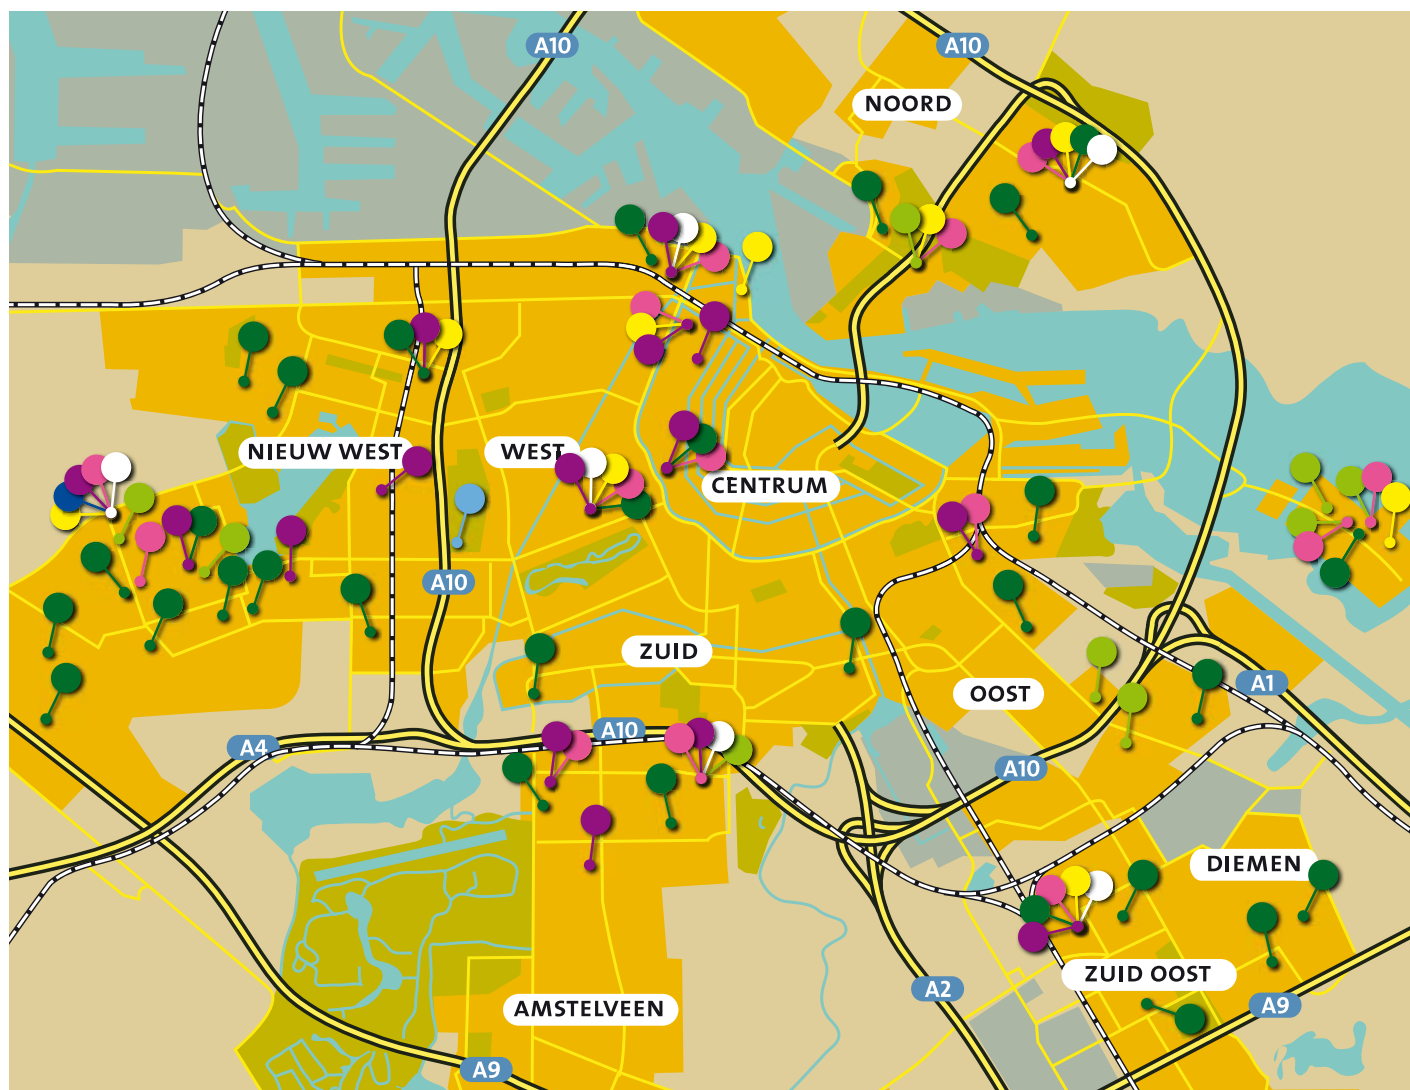 A10
A10
NOORD
NIEUW WEST
WEST
CENTRUM
A10
ZUID
OOST
A1
A10
A4
A10
DIEMEN
ZUID OOST
A2
AMSTELVEEN
A9
A9